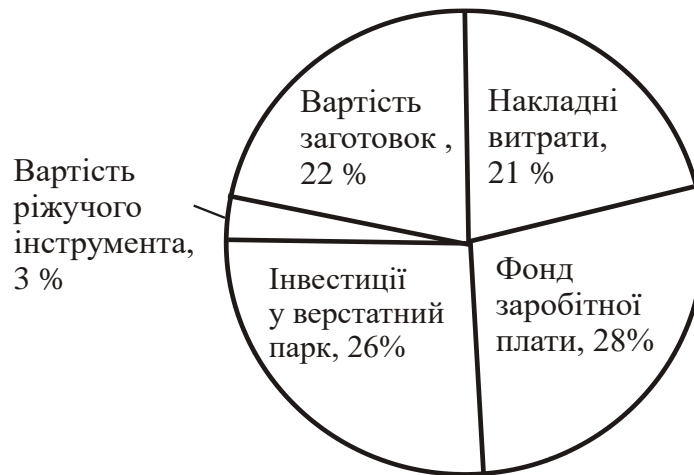 Вартість
заготовок ,
22 %
Накладні
витрати,
21 %
Вартість
ріжучого
інструмента,
3 %
Інвестиції
у верстатний
парк, 26%
Фонд
заробітної
плати, 28%